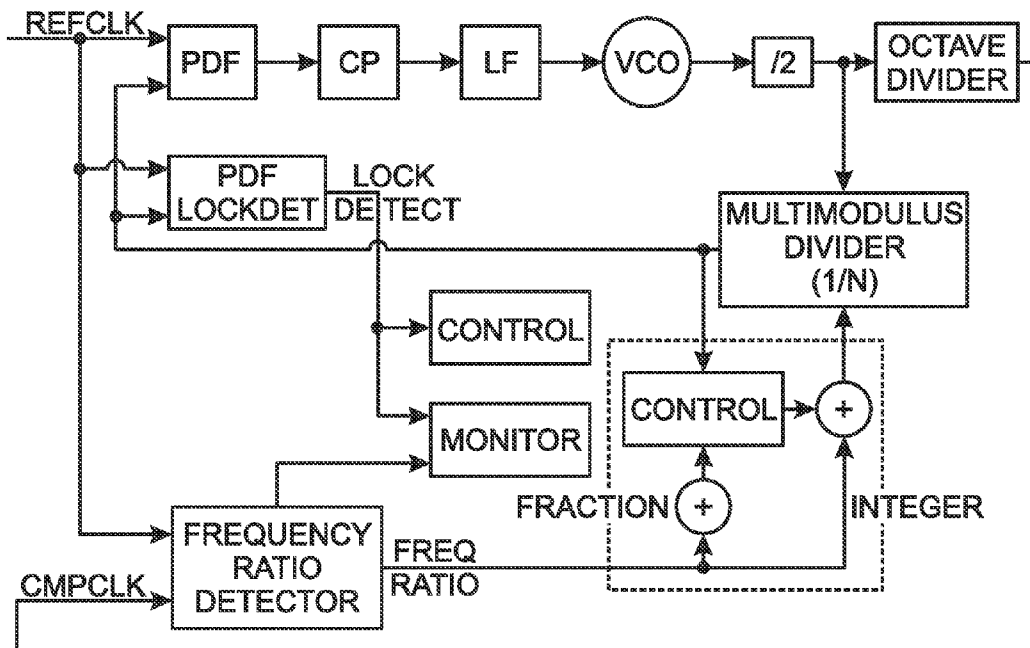 REFCLK
PDF
CP
LF
VCO
/2
OCTAVE
DIVIDER
PDF
LOCKDET
LOCK
DETECT
MULTIMODULUS
DIVIDER
(1/N)
CONTROL
CONTROL
+
MONITOR
FRACTION
+
INTEGER
FREQUENCY
RATIO
DETECTOR
FREQ
RATIO
CMPCLK